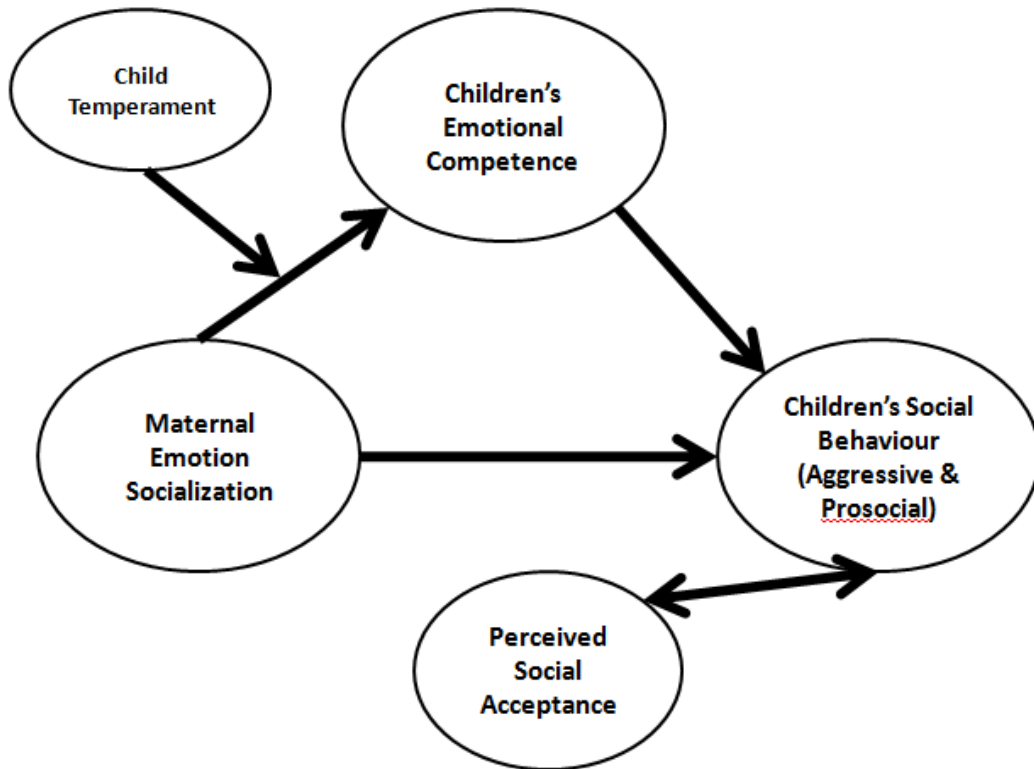 Child
Temperament
Children’s
Emotional
Competence
Maternal
Emotion
Socialization
Children’s Social
Behaviour
(Aggressive &
Prosocial)
Perceived
Social
Acceptance